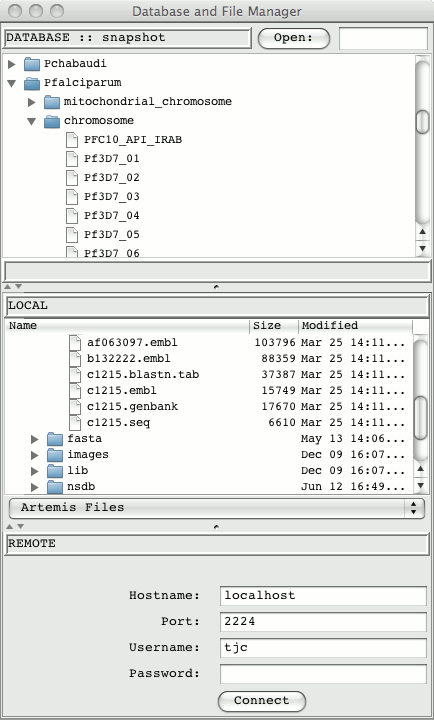 Database and File Manager
DATABASE :: snapshot
Open:
Pchabaudi
Pfalciparum
mitochondrial_chromosome
chromosome
PFC10_API_IRAB
Pf3D7_01
Pf3D7_02
Pf3D7_03
Pf3D7_04
Pf3D7_05
Pf3D7_06
LOCAL
Name Size Modified
af063097.embl 103796 Mar 25 14:11...
b132222.embl 88359 Mar 25 14:11...
c1215.blastn.tab 37387 Mar 25 14:11...
c1215.embl 15749 Mar 25 14:11...
c1215.genbank 17670 Mar 25 14:11...
c1215.seq 6610 Mar 25 14:11...
fasta May 13 14:06...
images Dec 09 16:07...
lib Dec 09 16:07...
nsdb Jun 12 16:49...
Artemis Files
REMOTE
Hostname: localhost
Port: 2224
Username: tjc
Password:
Connect